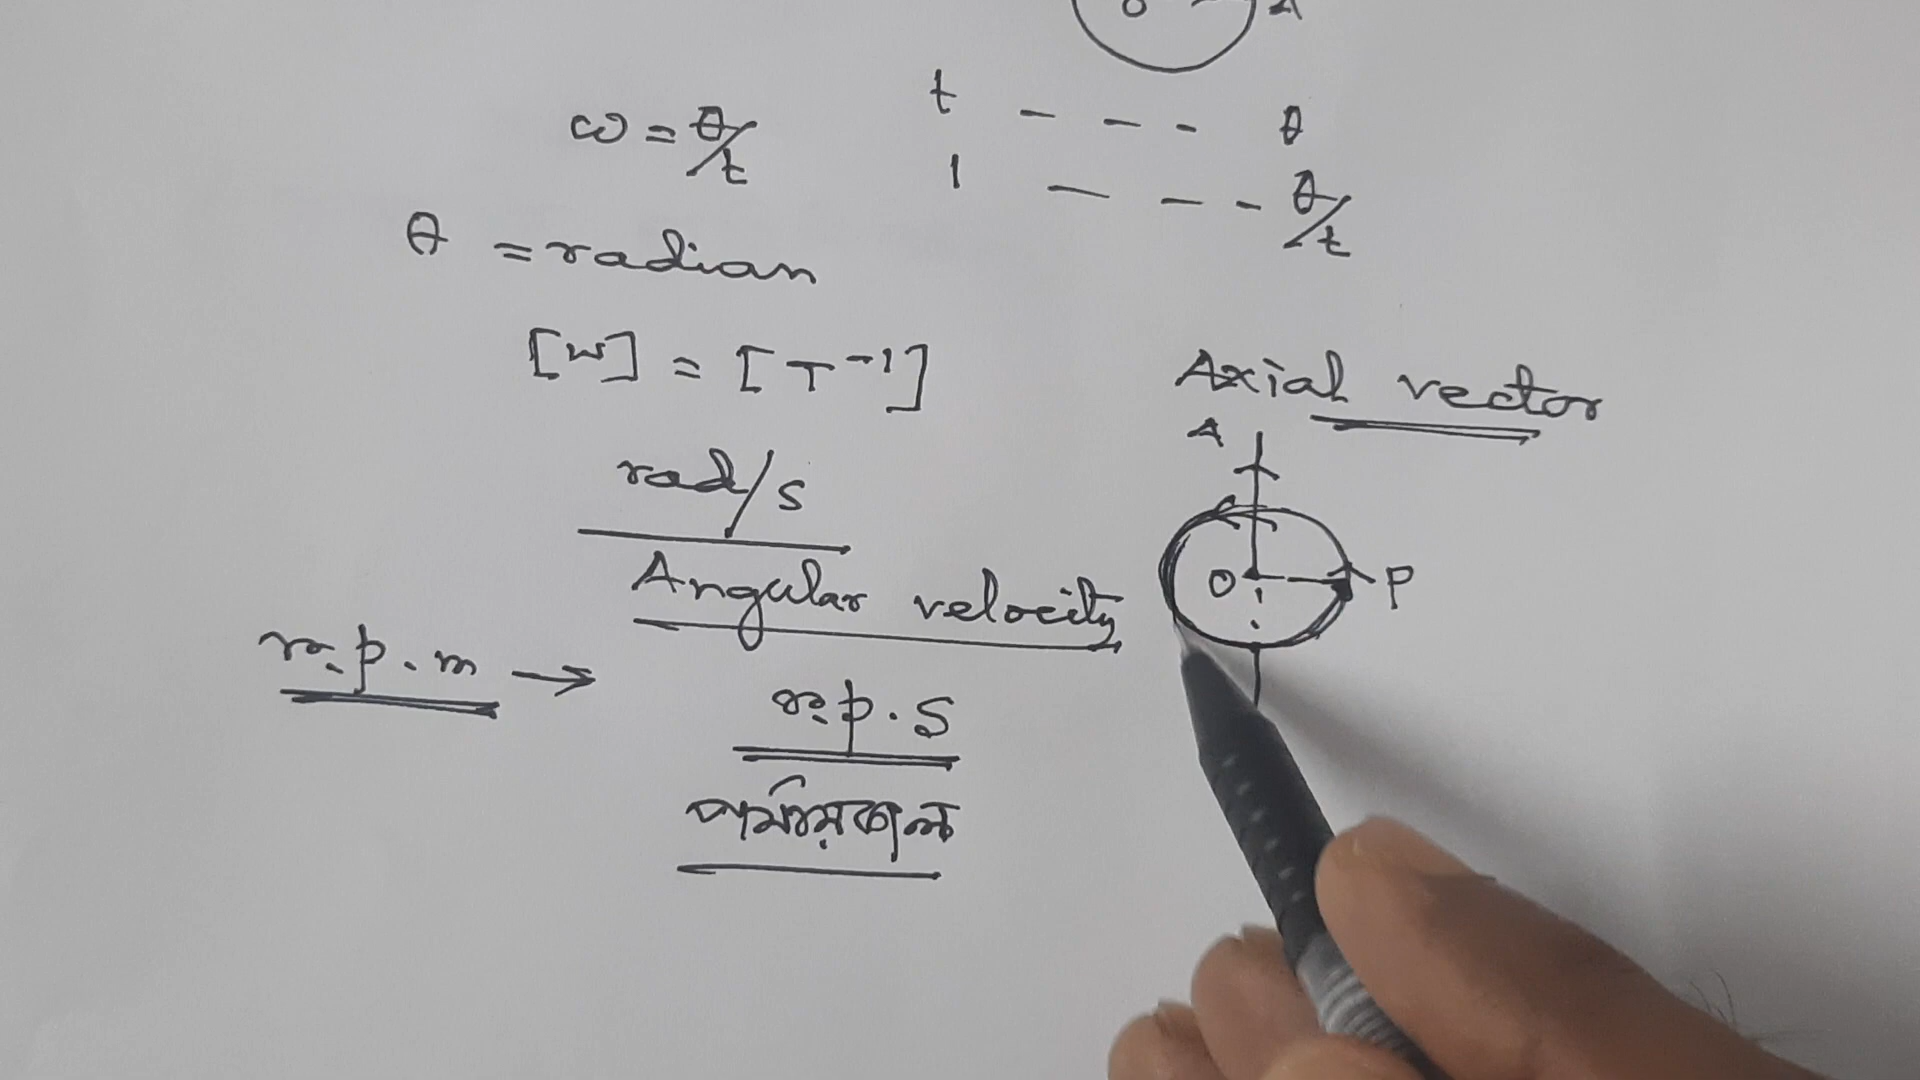 O A
t - - - θ
ω = θ/t
1 - - - θ/t
θ = radian
[W] = [T⁻¹]
Axial vector
A
rad/s
O P
Angular velocity
r.p.m →
r.p.s
পর্যায়কাল